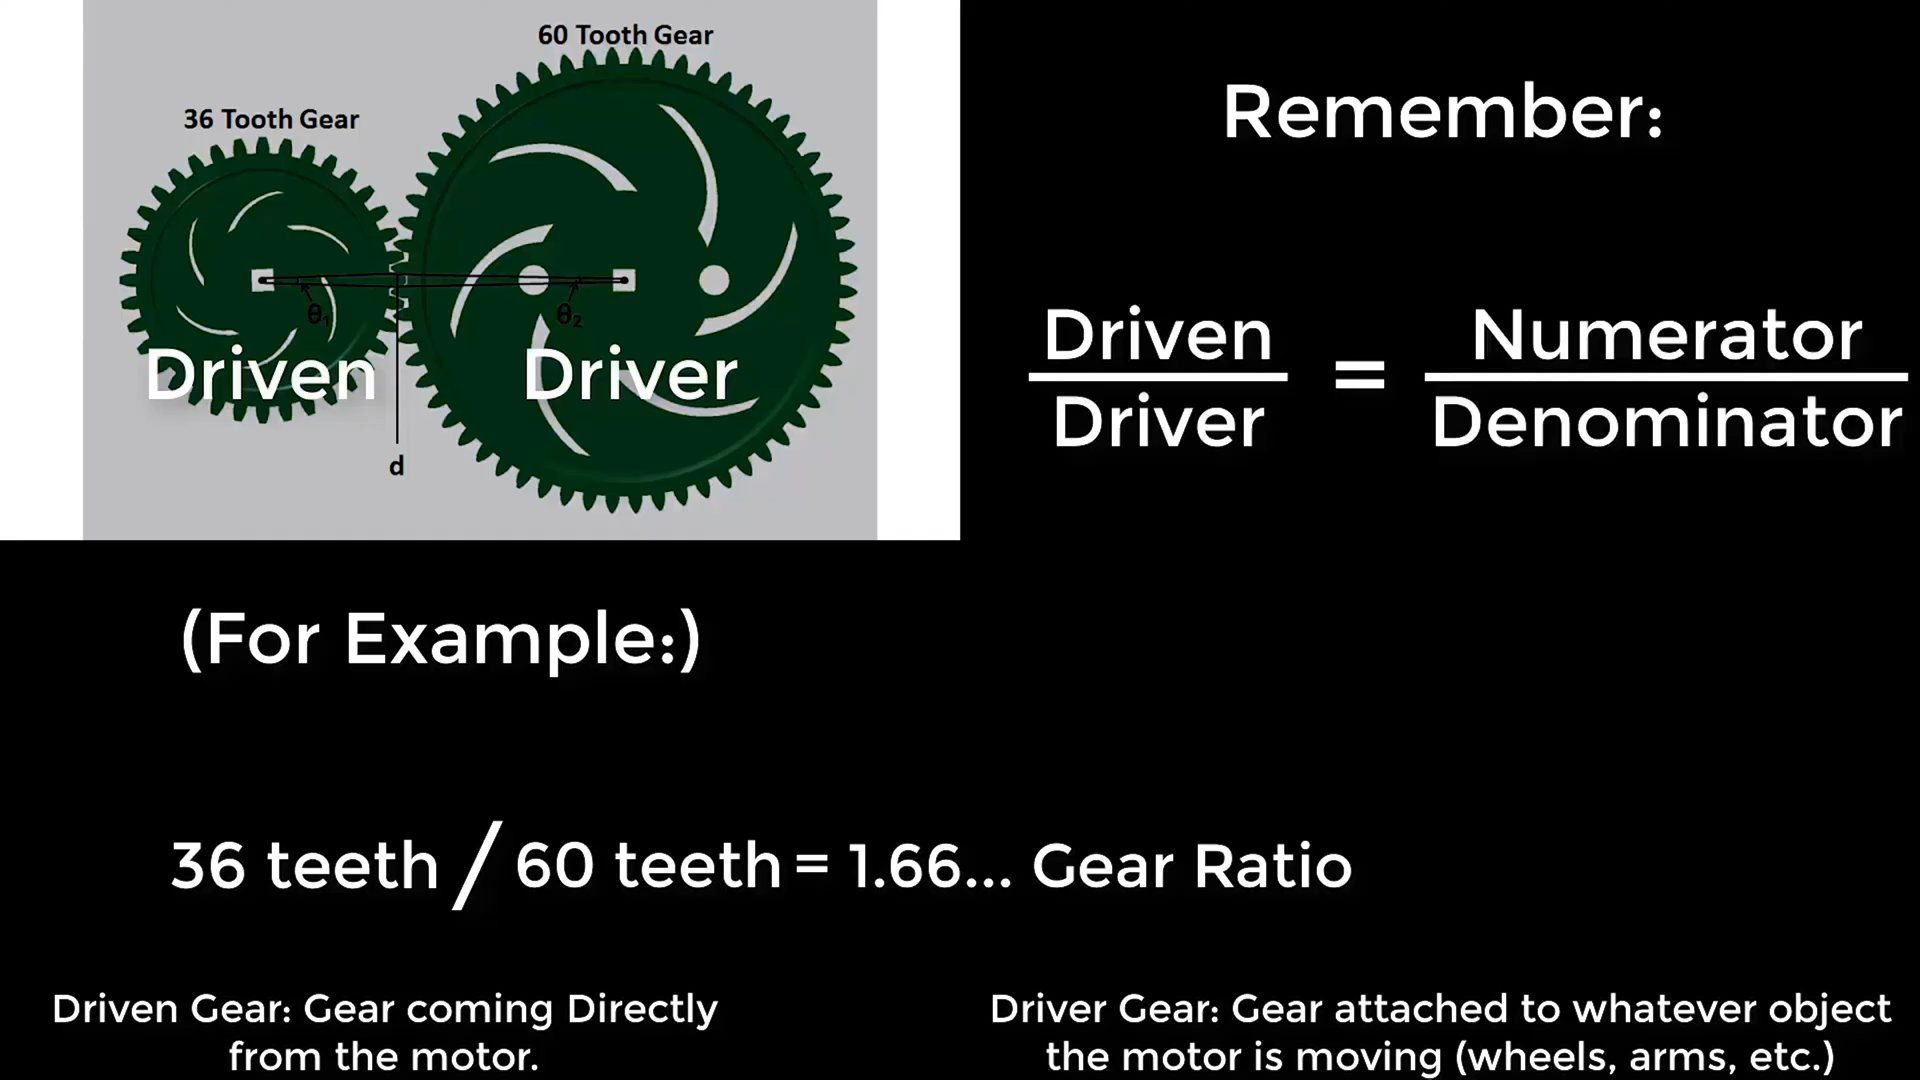 60 Tooth Gear
36 Tooth Gear
θ₁
θ₂
Driven
Driver
d
Remember:
Driven
Driver
=
Numerator
Denominator
(For Example:)
36 teeth / 60 teeth = 1.66... Gear Ratio
Driven Gear: Gear coming Directly
from the motor.
Driver Gear: Gear attached to whatever object
the motor is moving (wheels, arms, etc.)